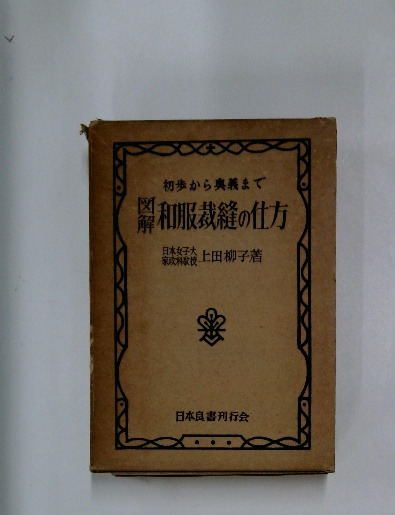 初歩から奥義まで
図解 和服裁縫の仕方
日本女子大家政科教授 上田柳子著
日本良書刊行会